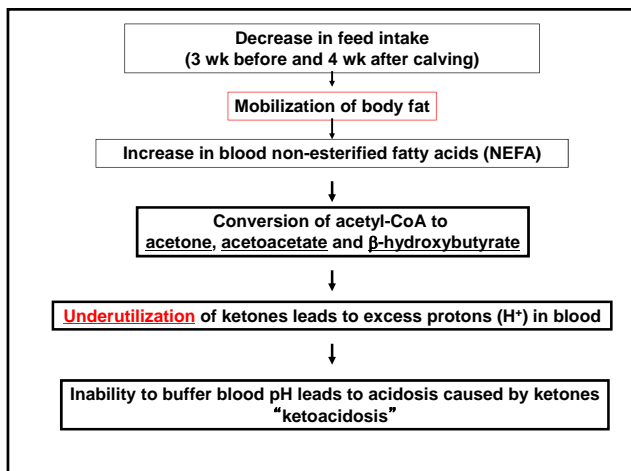 Decrease in feed intake
(3 wk before and 4 wk after calving)
Mobilization of body fat
Increase in blood non-esterified fatty acids (NEFA)
Conversion of acetyl-CoA to
acetone, acetoacetate and β-hydroxybutyrate
Underutilization of ketones leads to excess protons (H⁺) in blood
Inability to buffer blood pH leads to acidosis caused by ketones
“ketoacidosis”